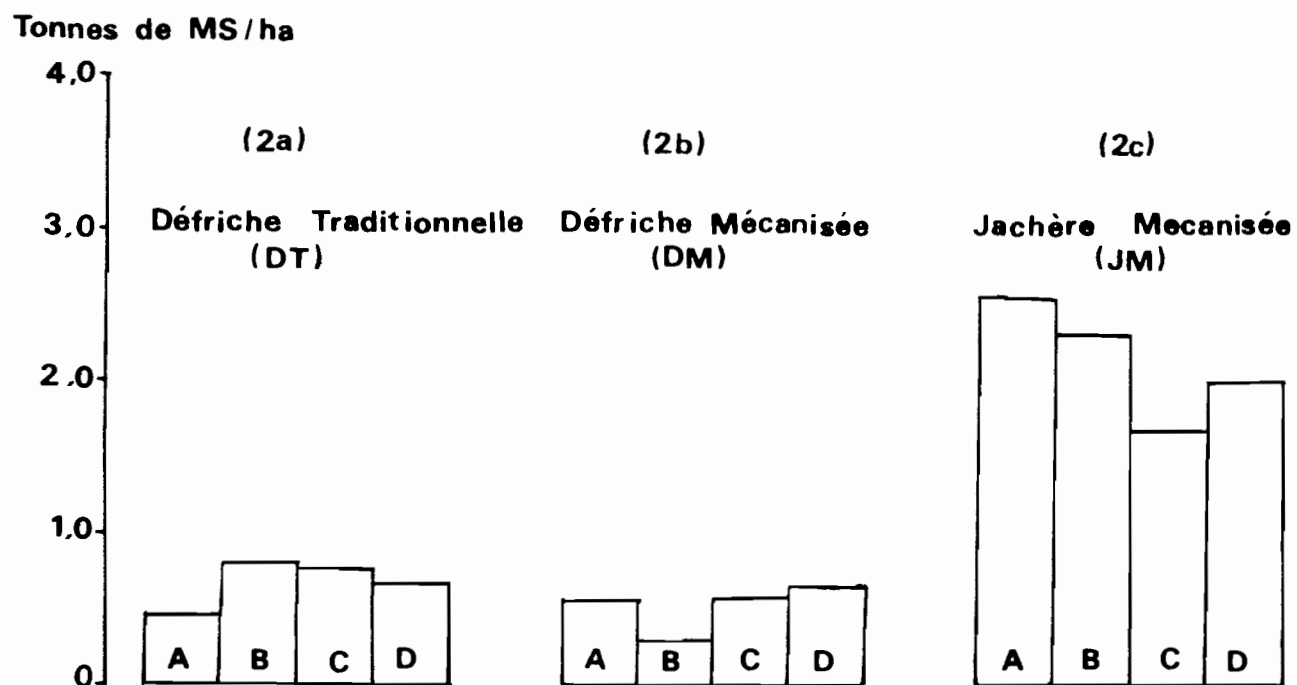 Tonnes de MS/ha
4,0
(2a) (2b) (2c)
3,0 Défriche Traditionnelle Défriche Mécanisée Jachère Mecanisée
(DT) (DM) (JM)
2,0
1,0
A B C D A B C D A B C D
0